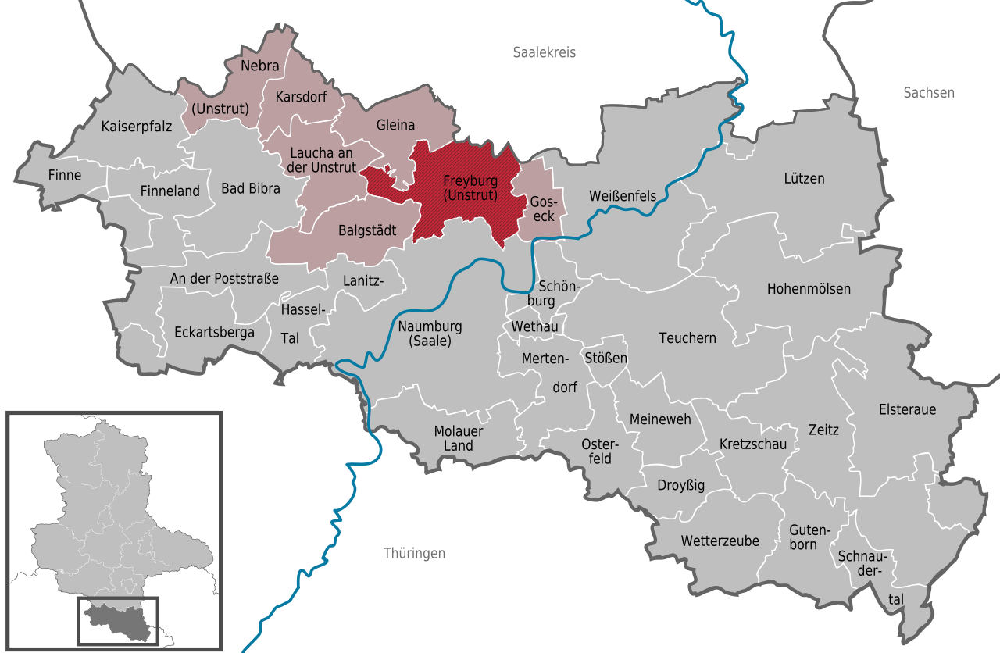 Saalekreis
Sachsen
Nebra
(Unstrut)
Karsdorf
Kaiserpfalz
Gleina
Laucha an
der Unstrut
Finne
Finneland
Bad Bibra
Freyburg
(Unstrut)
Gos-
eck
Weißenfels
Lützen
Balgstädt
An der Poststraße
Lanitz-
Hassel-
Tal
Eckartsberga
Schön-
burg
Wethau
Naumburg
(Saale)
Hohenmölsen
Teuchern
Merten-
dorf
Stößen
Meineweh
Elsteraue
Zeitz
Kretzschau
Molauer
Land
Oster-
feld
Droyßig
Wetterzeube
Guten-
born
Schnau-
der-
tal
Thüringen